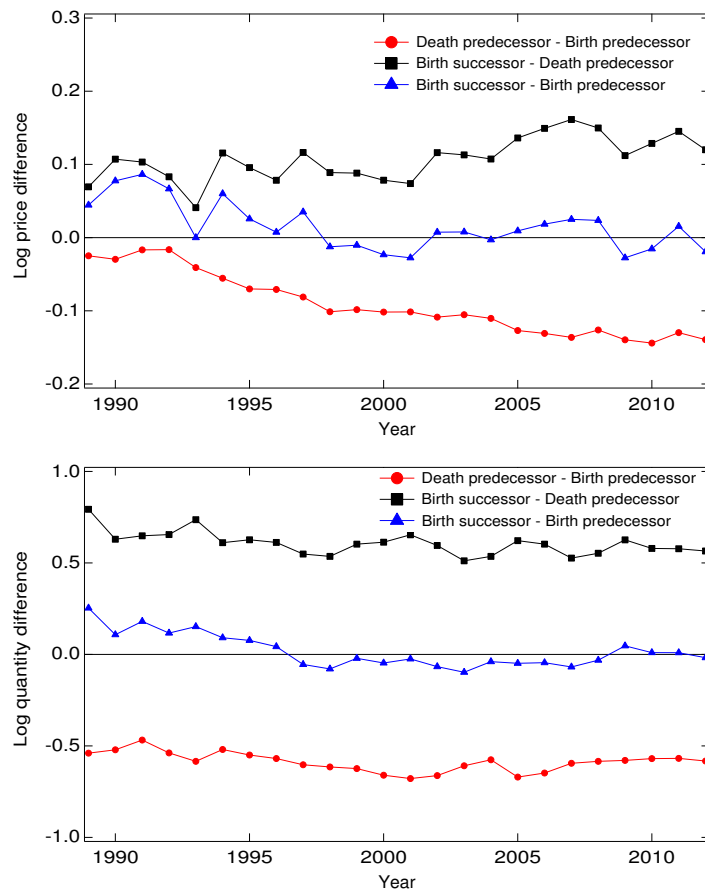 0.3
0.2
0.1
0.0
-0.1
-0.2
Log price difference
Death predecessor - Birth predecessor
Birth successor - Death predecessor
Birth successor - Birth predecessor
1990 1995 2000 2005 2010
Year
1.0
0.5
0.0
-0.5
-1.0
Log quantity difference
Death predecessor - Birth predecessor
Birth successor - Death predecessor
Birth successor - Birth predecessor
1990 1995 2000 2005 2010
Year